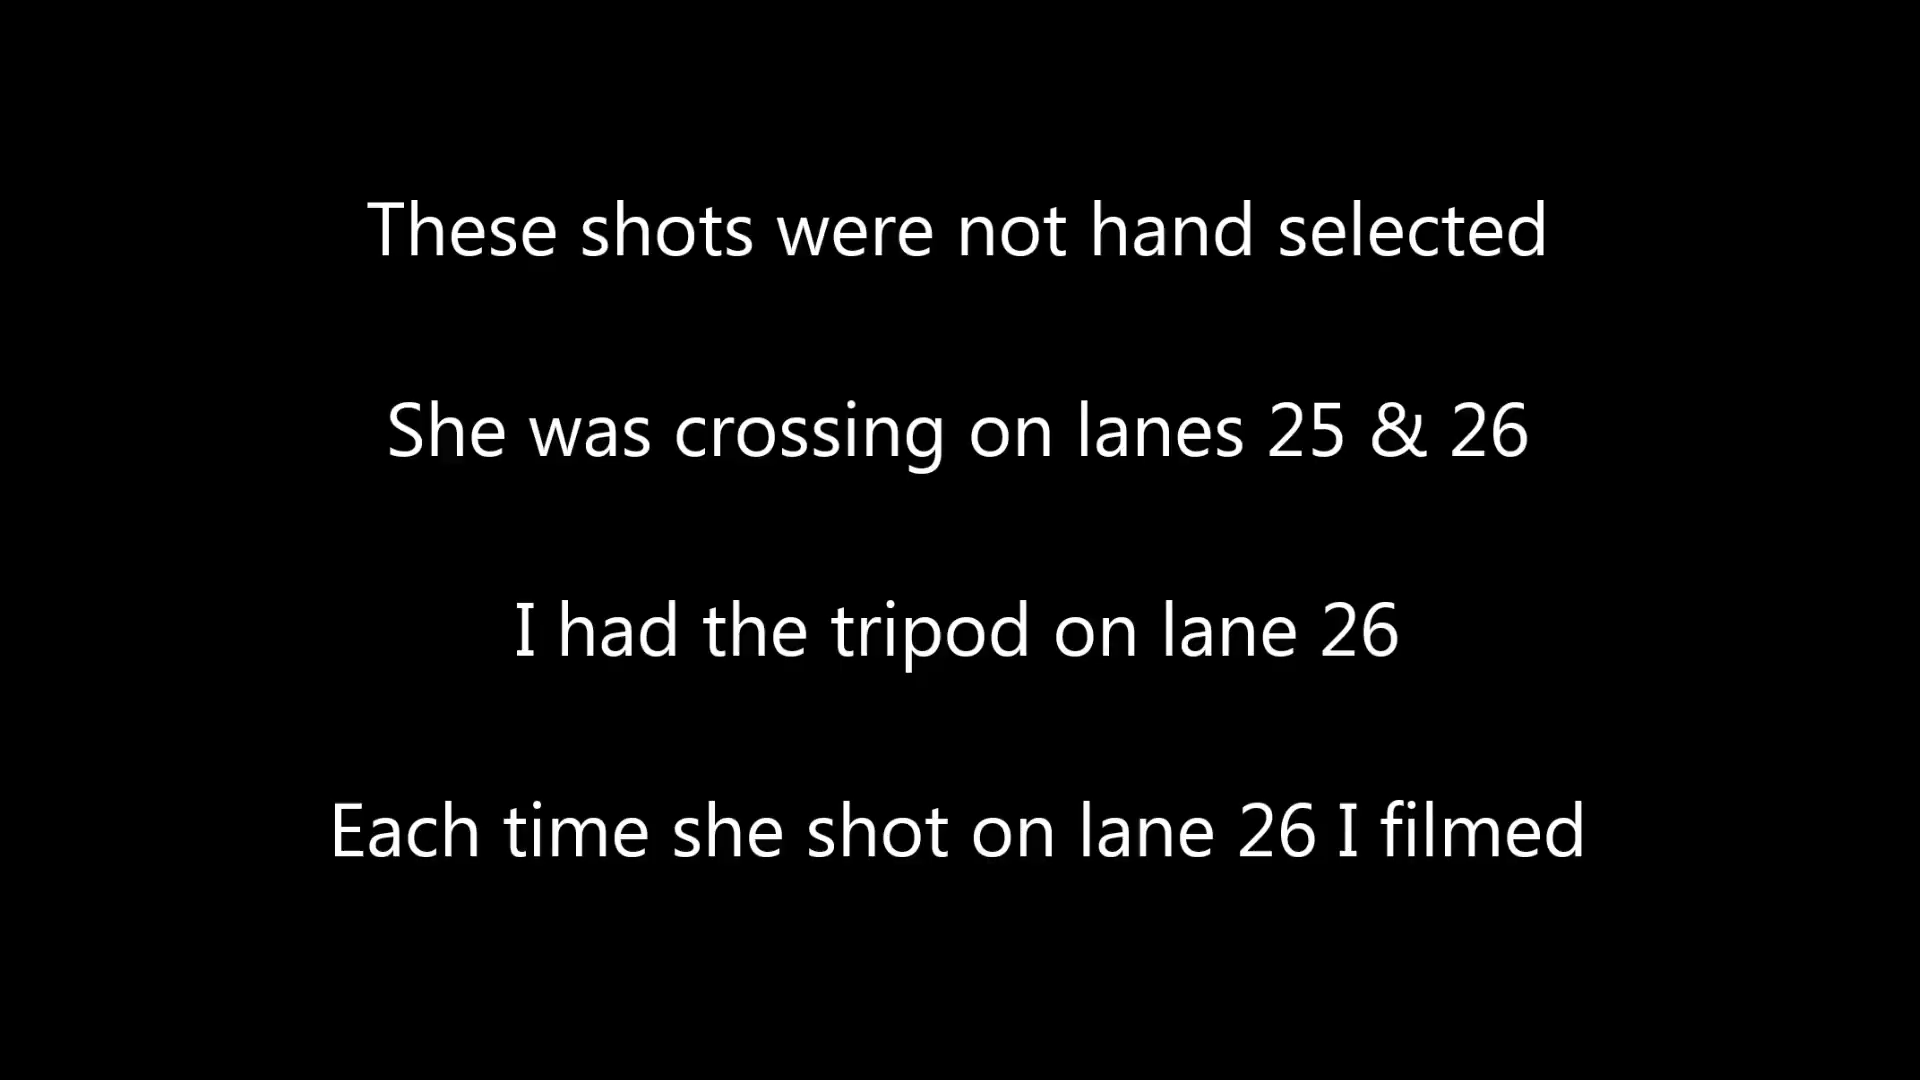 These shots were not hand selected
She was crossing on lanes 25 & 26
I had the tripod on lane 26
Each time she shot on lane 26 I filmed